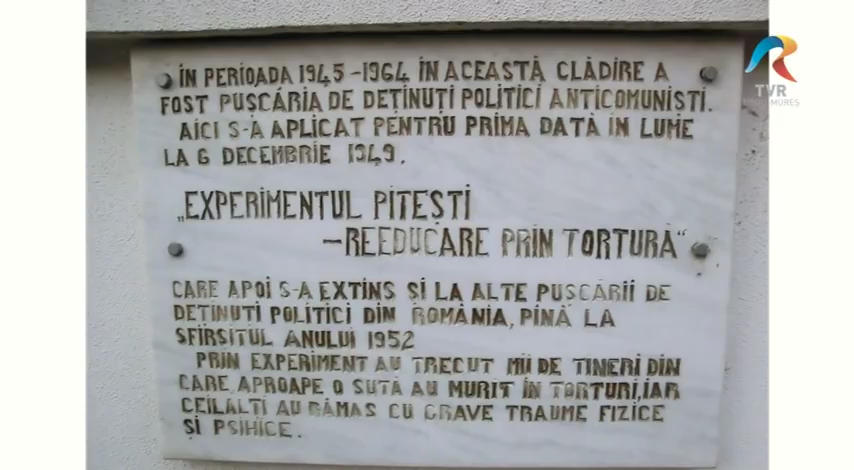 ÎN PERIOADA 1945-1964 ÎN ACEASTĂ CLĂDIRE A
FOST PUȘCĂRIA DE DEȚINUȚI POLITICI ANTICOMUNIȘTI.
AICI S-A APLICAT PENTRU PRIMA DATĂ ÎN LUME
LA 6 DECEMBRIE 1949.
„EXPERIMENTUL PITEȘTI
-REEDUCARE PRIN TORTURĂ“
CARE APOI S-A EXTINS ȘI LA ALTE PUȘCĂRII DE
DEȚINUȚI POLITICI DIN ROMÂNIA, PÎNĂ LA
SFÎRȘITUL ANULUI 1952
PRIN EXPERIMENT AU TRECUT MII DE TINERI DIN
CARE, APROAPE O SUTĂ AU MURIT ÎN TORTURI, IAR
CEILALȚI AU RĂMAS CU GRAVE TRAUME FIZICE
ȘI PSIHICE.
TVR
MUREȘ